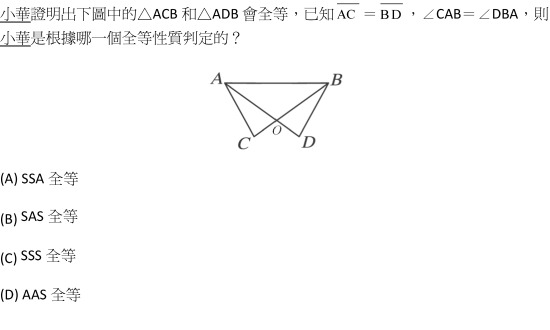 小華證明出下圖中的△ACB 和△ADB 會全等，已知 AC = BD ，∠CAB=∠DBA，則
小華是根據哪一個全等性質判定的？
A B
O
C D
(A) SSA 全等
(B) SAS 全等
(C) SSS 全等
(D) AAS 全等